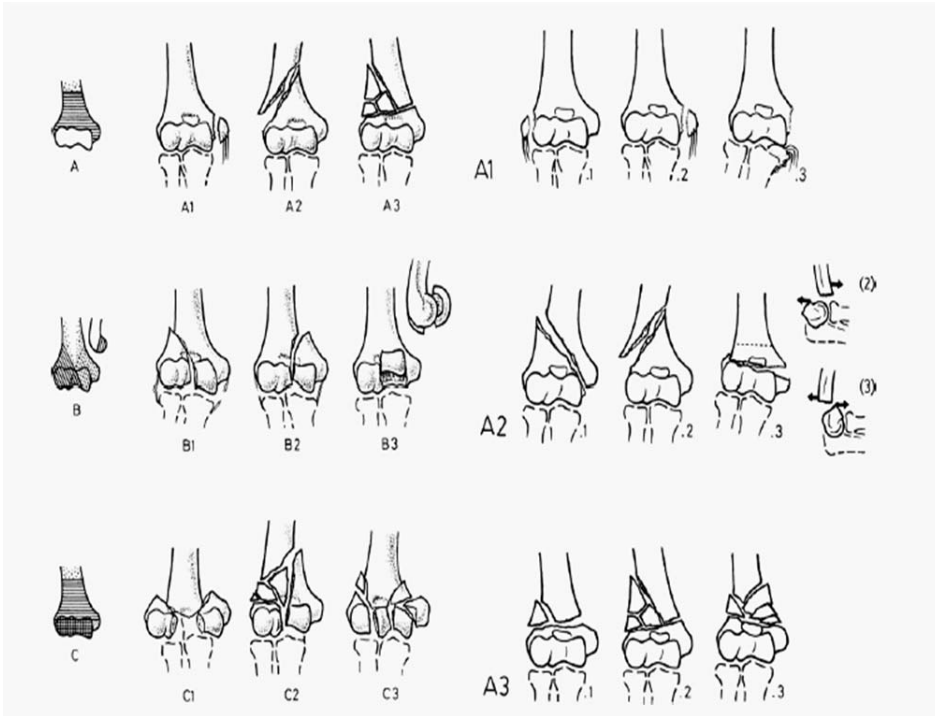 A
A1 A2 A3
A1 .1 .2 .3
B
B1 B2 B3
A2 .1 .2 .3
(2)
(3)
C
C1 C2 C3
A3 .1 .2 .3